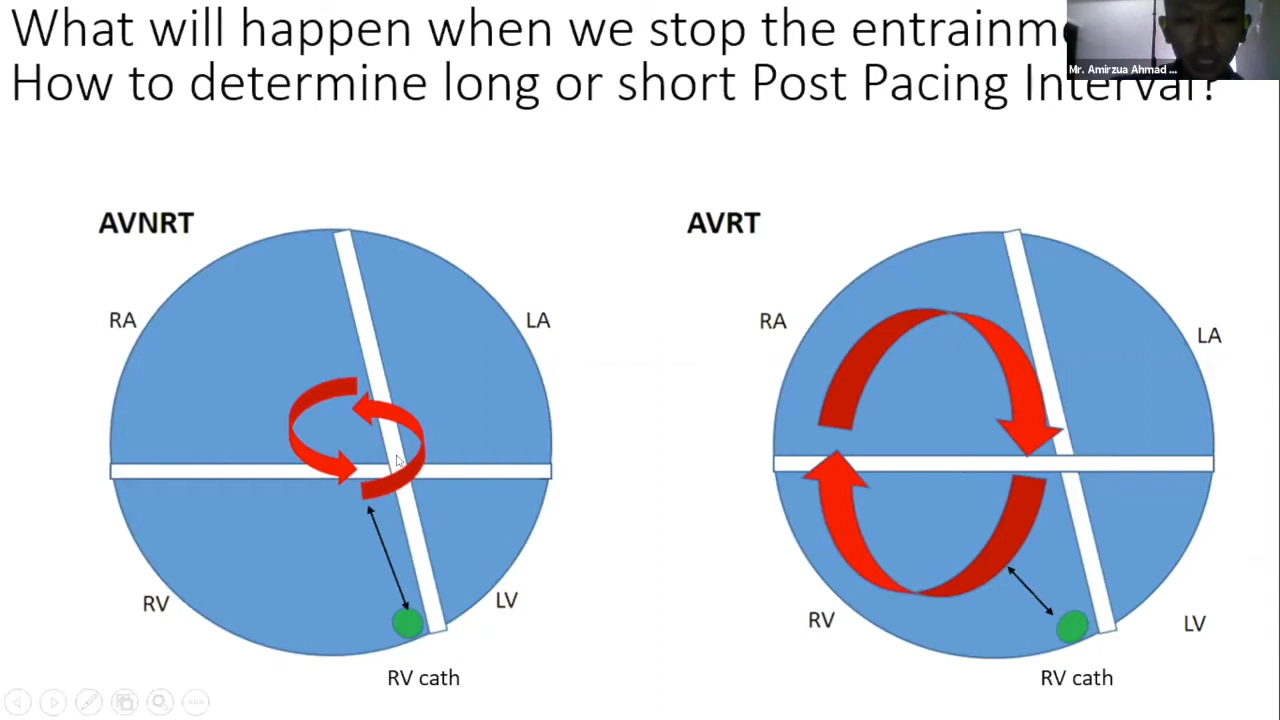 What will happen when we stop the
Mr. Amirzua Ahmad ...
How to determine long or short Post Pacing Interval?
AVNRT
AVRT
RA
LA
RA
LA
RV
LV
RV
LV
RV cath
RV cath